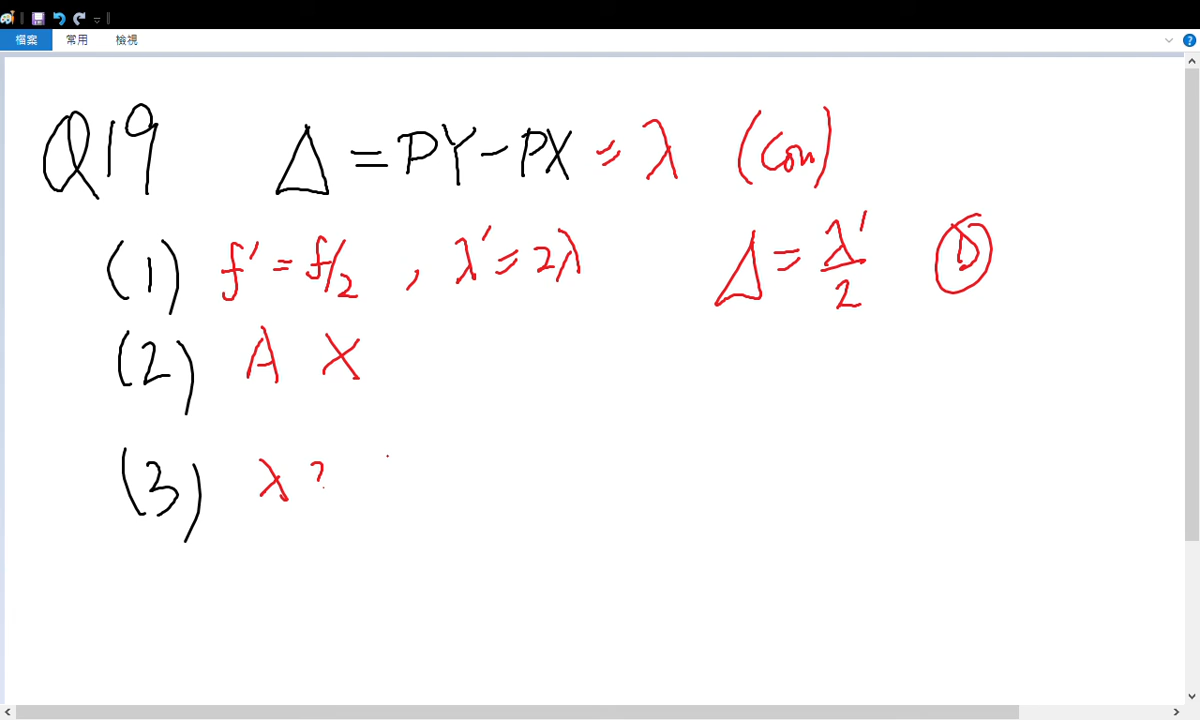 檔案 常用 檢視
Q19 Δ = PY - PX = λ (Con)
(1) f' = f/2 , λ' = 2λ Δ = λ'/2 Ⓓ
(2) A X
(3) λ ?